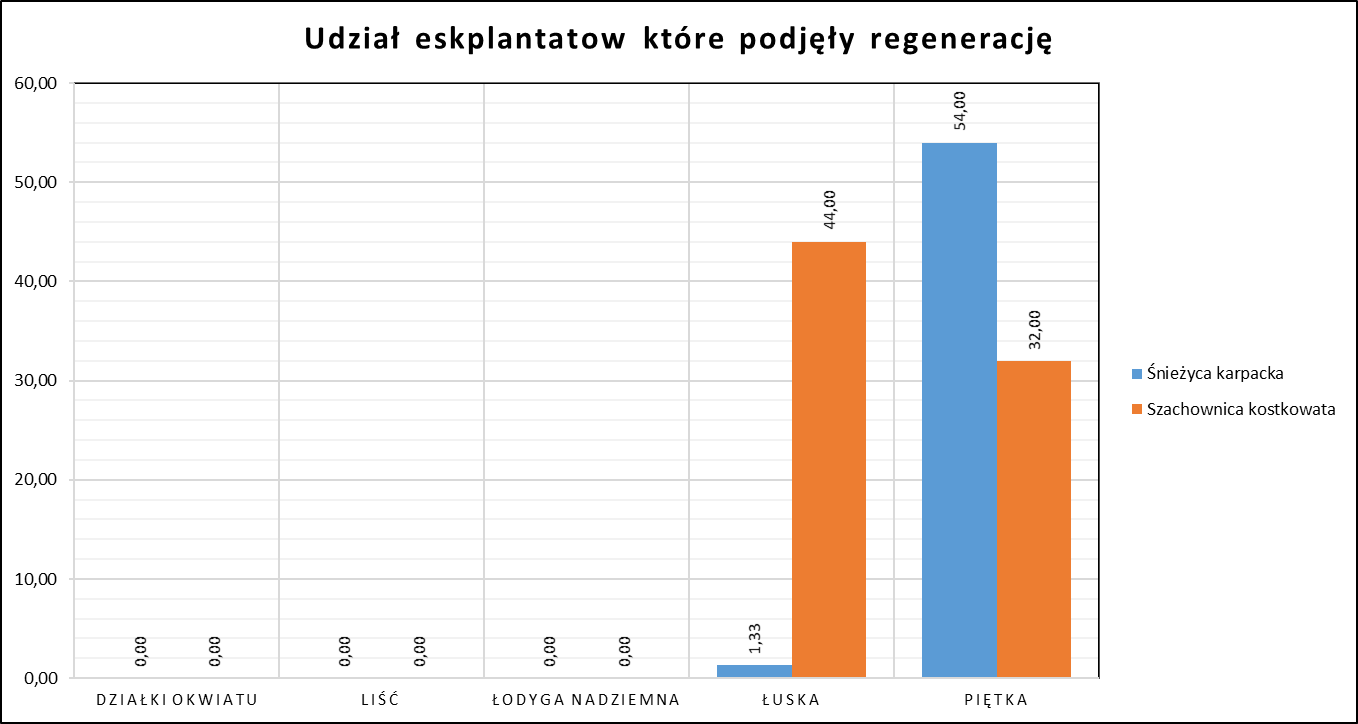 Udział eskplantatow które podjęły regenerację
60,00
50,00
40,00
30,00
20,00
10,00
0,00
0,00
0,00
0,00
0,00
0,00
0,00
1,33
44,00
54,00
32,00
DZIAŁKI OKWIATU
LIŚĆ
ŁODYGA NADZIEMNA
ŁUSKA
PIĘTKA
Śnieżyca karpacka
Szachownica kostkowata